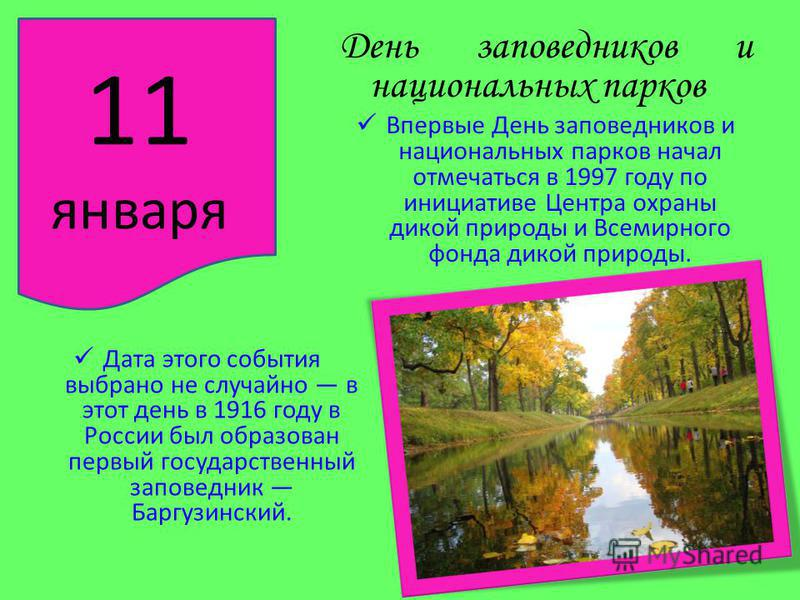 11
января
День заповедников и
национальных парков
✓ Впервые День заповедников и
национальных парков начал
отмечаться в 1997 году по
инициативе Центра охраны
дикой природы и Всемирного
фонда дикой природы.
✓ Дата этого события
выбрано не случайно — в
этот день в 1916 году в
России был образован
первый государственный
заповедник —
Баргузинский.
MyShared